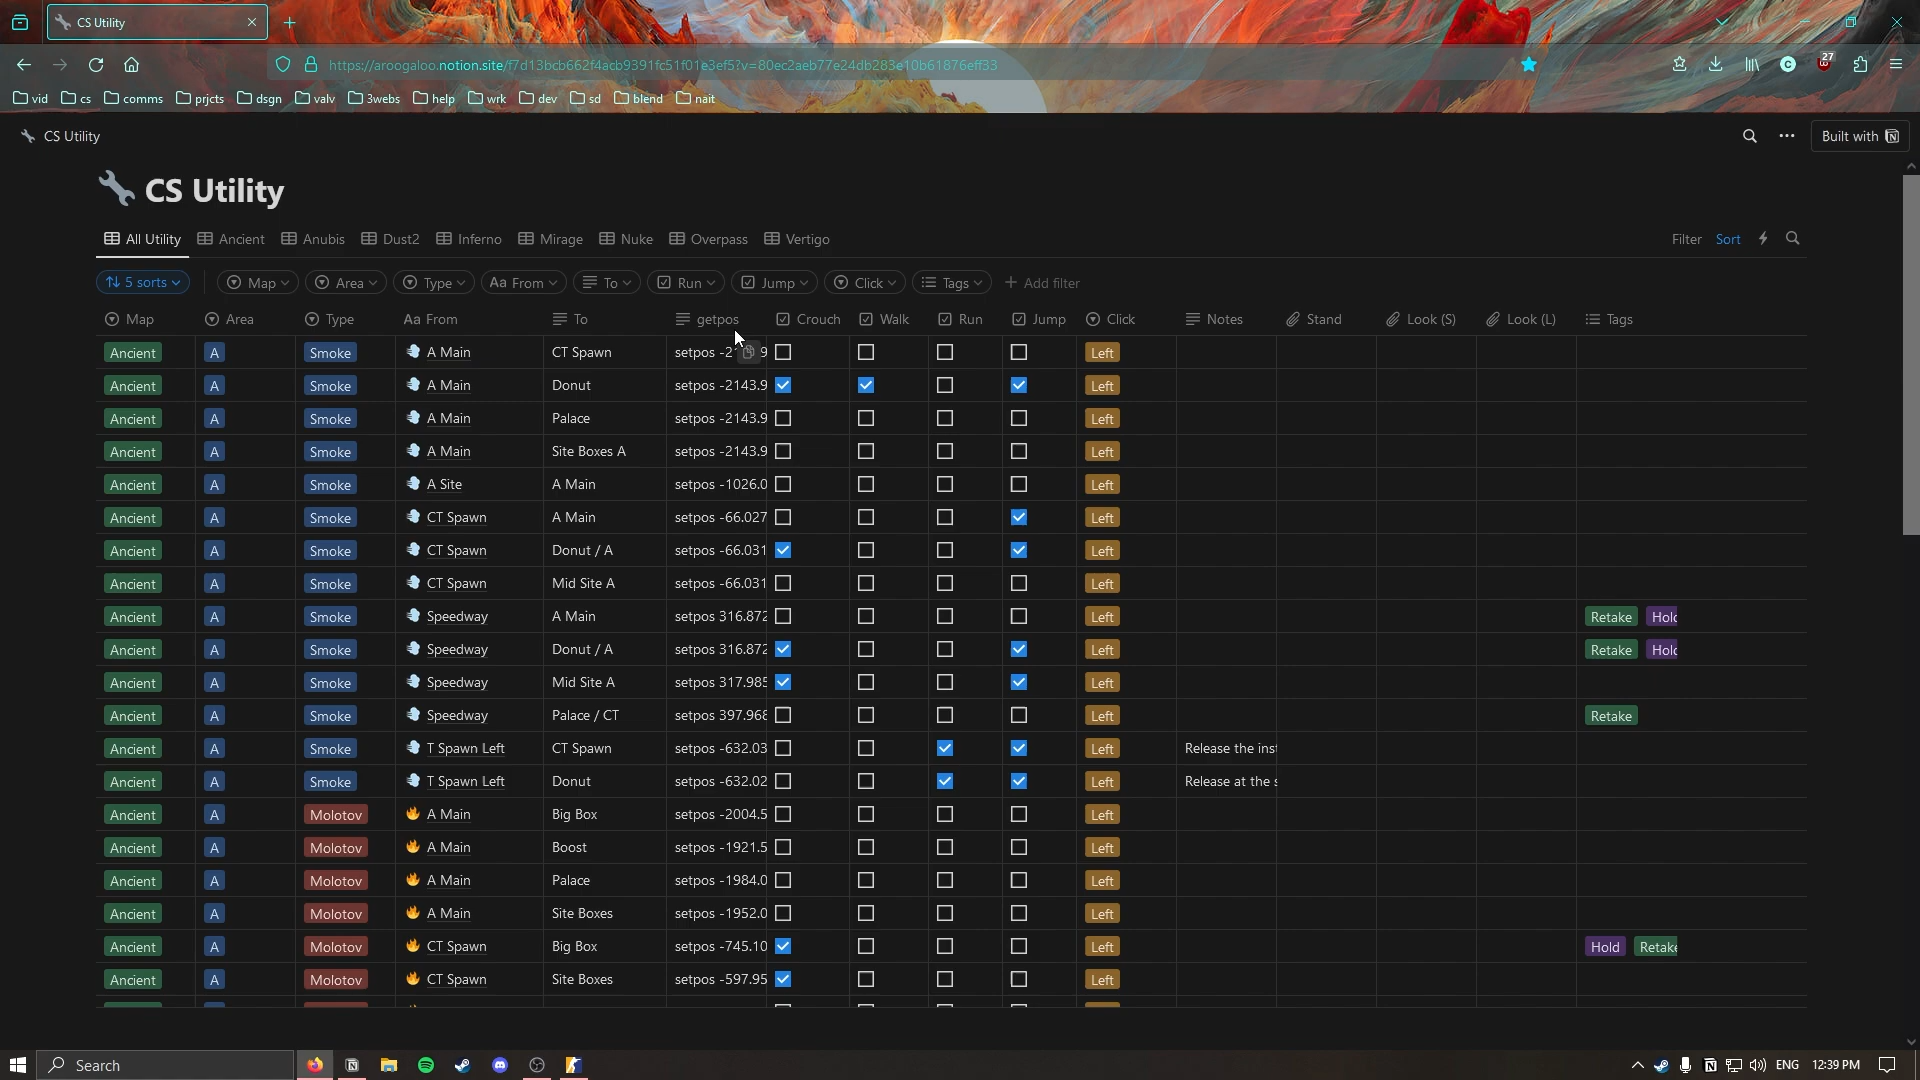 CS Utility
https://aroogaloo.notion.site/f7d13bcb662f4acb9391fc51f01e3ef5?v=80ec2aeb77e24db283e10b61876eff33
27
vid cs comms prjcts dsgn valv 3webs help wrk dev sd blend nait
CS Utility
Built with
CS Utility
All Utility Ancient Anubis Dust2 Inferno Mirage Nuke Overpass Vertigo Filter Sort
5 sorts Map Area Type Aa From To Run Jump Click Tags + Add filter
Map Area Type Aa From To getpos Crouch Walk Run Jump Click Notes Stand Look (S) Look (L) Tags
Ancient A Smoke A Main CT Spawn setpos Left
Ancient A Smoke A Main Donut setpos -2143.9 Left
Ancient A Smoke A Main Palace setpos -2143.9 Left
Ancient A Smoke A Main Site Boxes A setpos -2143.9 Left
Ancient A Smoke A Site A Main setpos -1026.0 Left
Ancient A Smoke CT Spawn A Main setpos -66.027 Left
Ancient A Smoke CT Spawn Donut / A setpos -66.031 Left
Ancient A Smoke CT Spawn Mid Site A setpos -66.031 Left
Ancient A Smoke Speedway A Main setpos 316.872 Left Retake Hold
Ancient A Smoke Speedway Donut / A setpos 316.872 Left Retake Hold
Ancient A Smoke Speedway Mid Site A setpos 317.985 Left
Ancient A Smoke Speedway Palace / CT setpos 397.968 Left Retake
Ancient A Smoke T Spawn Left CT Spawn setpos -632.03 Left Release the inst
Ancient A Smoke T Spawn Left Donut setpos -632.02 Left Release at the s
Ancient A Molotov A Main Big Box setpos -2004.5 Left
Ancient A Molotov A Main Boost setpos -1921.5 Left
Ancient A Molotov A Main Palace setpos -1984.0 Left
Ancient A Molotov A Main Site Boxes setpos -1952.0 Left
Ancient A Molotov CT Spawn Big Box setpos -745.10 Left Hold Retake
Ancient A Molotov CT Spawn Site Boxes setpos -597.95 Left
Search ENG 12:39 PM